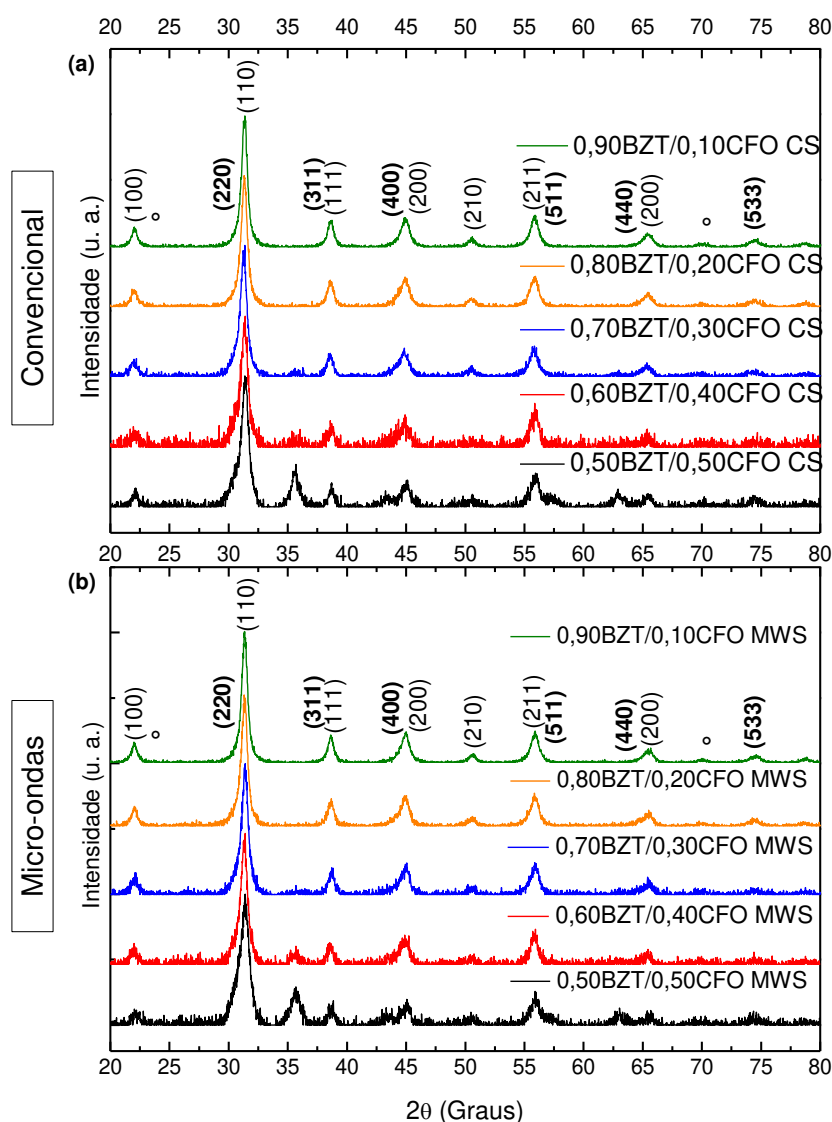 20 25 30 35 40 45 50 55 60 65 70 75 80
(a)
(110)
0,90BZT/0,10CFO CS
(100)
°
(220)
(311)
(111)
(400)
(200)
(210)
(211)
(511)
(440)
(200)
°
(533)
0,80BZT/0,20CFO CS
0,70BZT/0,30CFO CS
0,60BZT/0,40CFO CS
0,50BZT/0,50CFO CS
Convencional
Intensidade (u. a.)
20 25 30 35 40 45 50 55 60 65 70 75 80
(b)
(110)
0,90BZT/0,10CFO MWS
(100)
°
(220)
(311)
(111)
(400)
(200)
(210)
(211)
(511)
(440)
(200)
°
(533)
0,80BZT/0,20CFO MWS
0,70BZT/0,30CFO MWS
0,60BZT/0,40CFO MWS
0,50BZT/0,50CFO MWS
Micro-ondas
Intensidade (u. a.)
20 25 30 35 40 45 50 55 60 65 70 75 80
2θ (Graus)